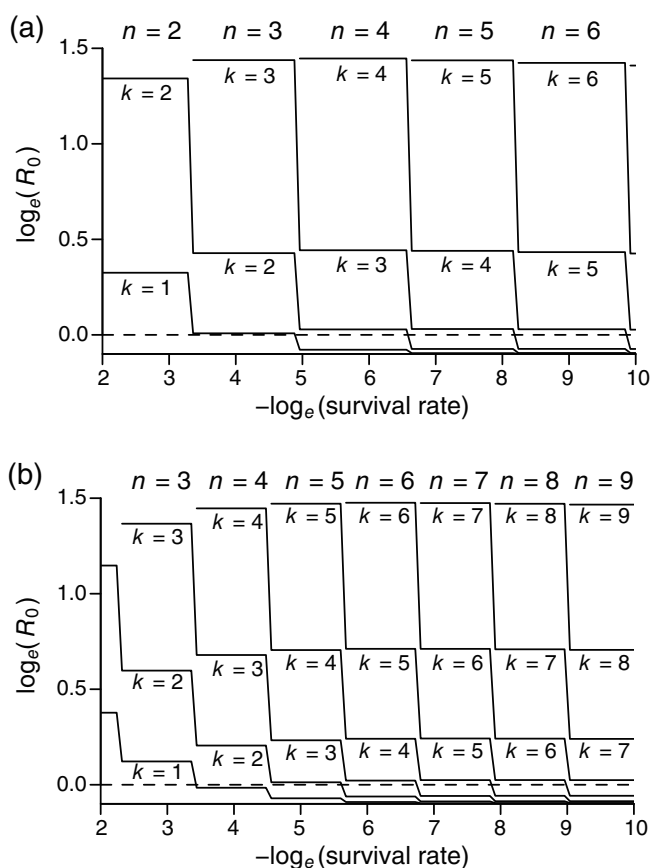 (a)
n = 2 n = 3 n = 4 n = 5 n = 6
1.5
k = 2 k = 3 k = 4 k = 5 k = 6
1.0
logₑ(R₀)
0.5
k = 1 k = 2 k = 3 k = 4 k = 5
0.0
2 3 4 5 6 7 8 9 10
–logₑ(survival rate)
(b)
n = 3 n = 4 n = 5 n = 6 n = 7 n = 8 n = 9
1.5
k = 3 k = 4 k = 5 k = 6 k = 7 k = 8 k = 9
1.0
logₑ(R₀)
k = 2 k = 3 k = 4 k = 5 k = 6 k = 7 k = 8
0.5
k = 1 k = 2 k = 3 k = 4 k = 5 k = 6 k = 7
0.0
2 3 4 5 6 7 8 9 10
–logₑ(survival rate)